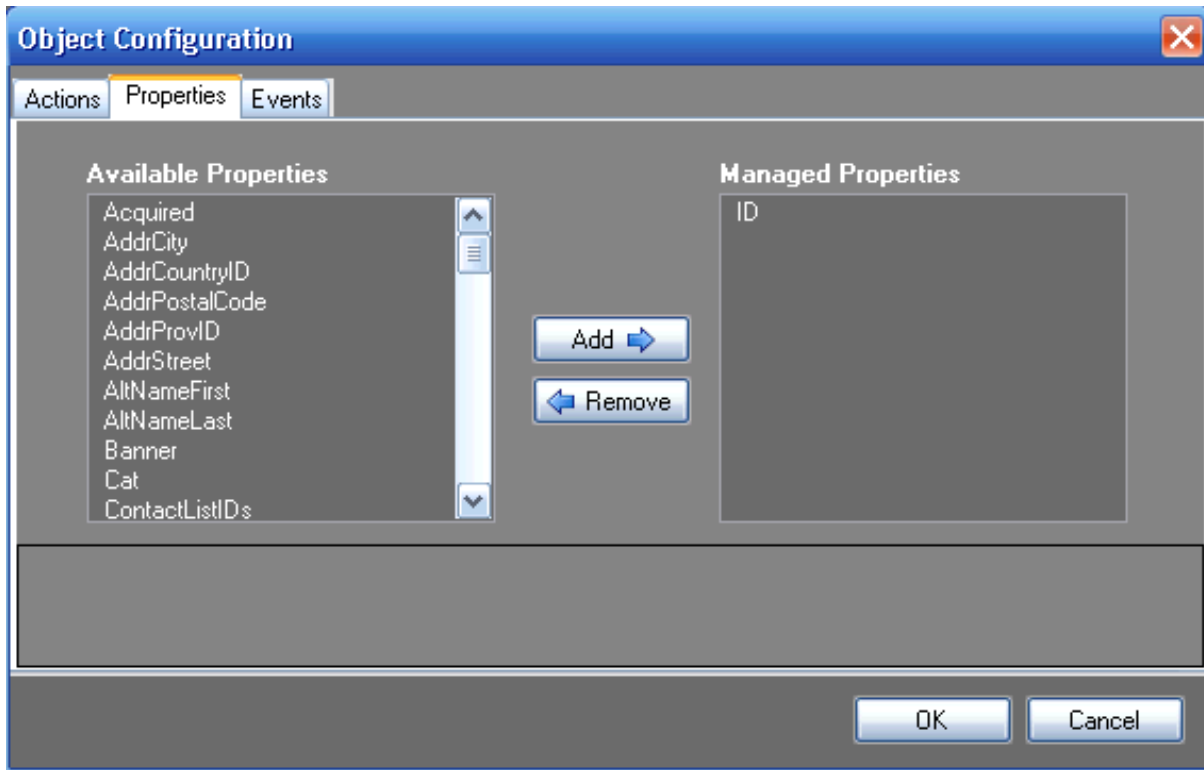 Object Configuration
Actions Properties Events
Available Properties
Acquired
AddrCity
AddrCountryID
AddrPostalCode
AddrProvID
AddrStreet
AltNameFirst
AltNameLast
Banner
Cat
ContactListIDs
Add
Remove
Managed Properties
ID
OK Cancel